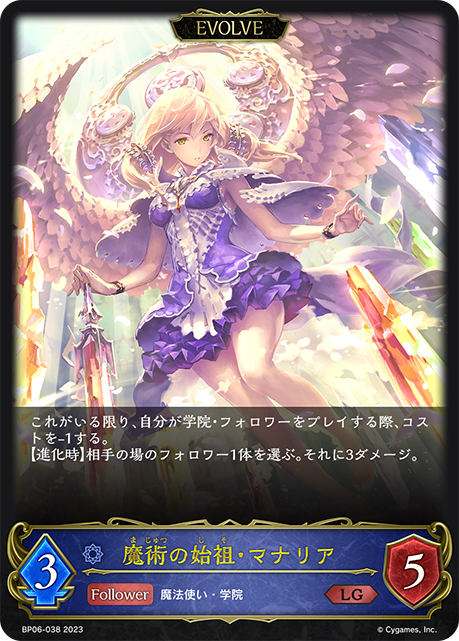 EVOLVE
これがいる限り、自分が学院・フォロワーをプレイする際、コス
トを-1する。
【進化時】相手の場のフォロワー1体を選ぶ。それに3ダメージ。
まじゅつ しそ
魔術の始祖・マナリア
3
5
Follower 魔法使い・学院 LG
BP06-038 2023 © Cygames, Inc.